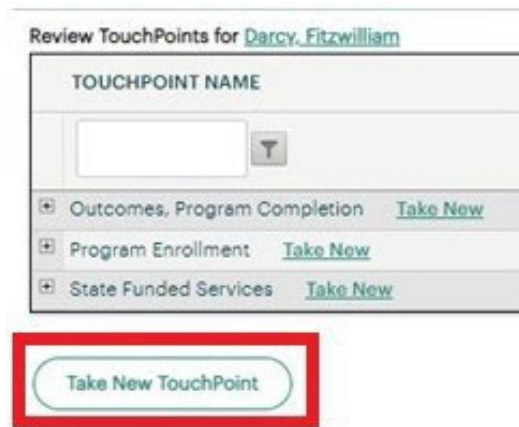 Review TouchPoints for Darcy, Fitzwilliam
TOUCHPOINT NAME
Outcomes, Program Completion Take New
Program Enrollment Take New
State Funded Services Take New
Take New TouchPoint